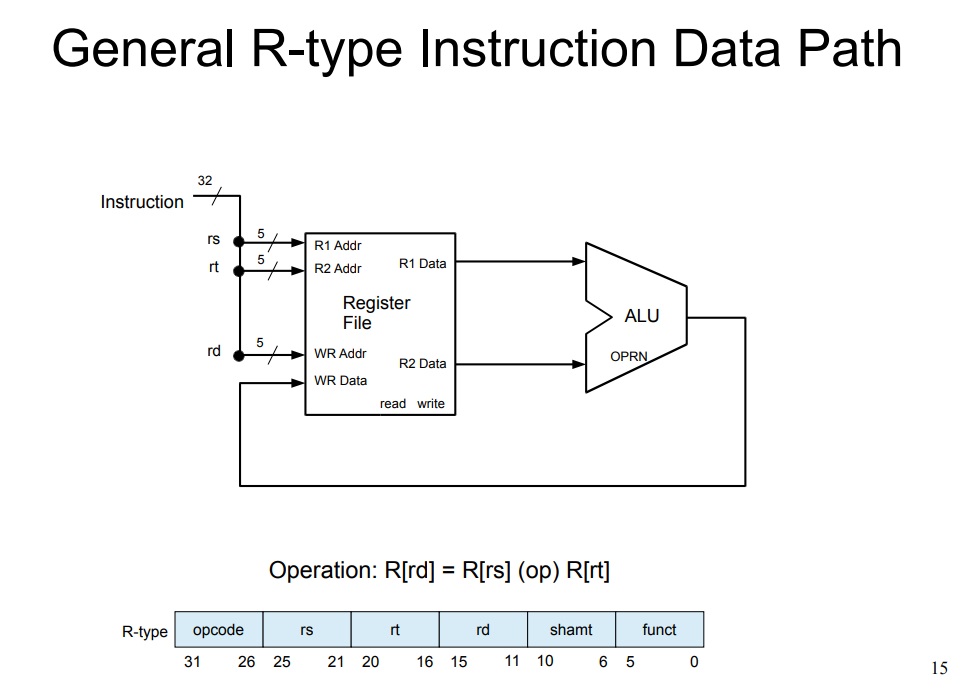 General R-type Instruction Data Path
32
Instruction
rs
5
R1 Addr
rt
5
R2 Addr
R1 Data
Register
File
ALU
rd
5
WR Addr
R2 Data
OPRN
WR Data
read write
Operation: R[rd] = R[rs] (op) R[rt]
R-type opcode rs rt rd shamt funct
31 26 25 21 20 16 15 11 10 6 5 0
15